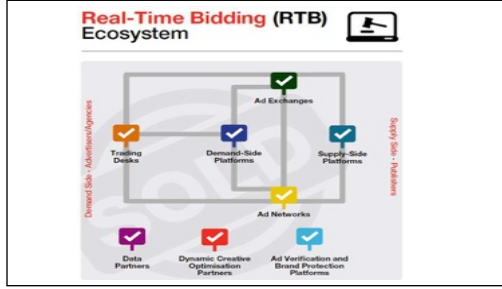 Real-Time Bidding (RTB)
Ecosystem
Demand Side - Advertisers/Agencies
Supply Side - Publishers
Ad Exchanges
Trading
Desks
Demand-Side
Platforms
Supply-Side
Platforms
Ad Networks
Data
Partners
Dynamic Creative
Optimisation
Partners
Ad Verification and
Brand Protection
Platforms
SOLD